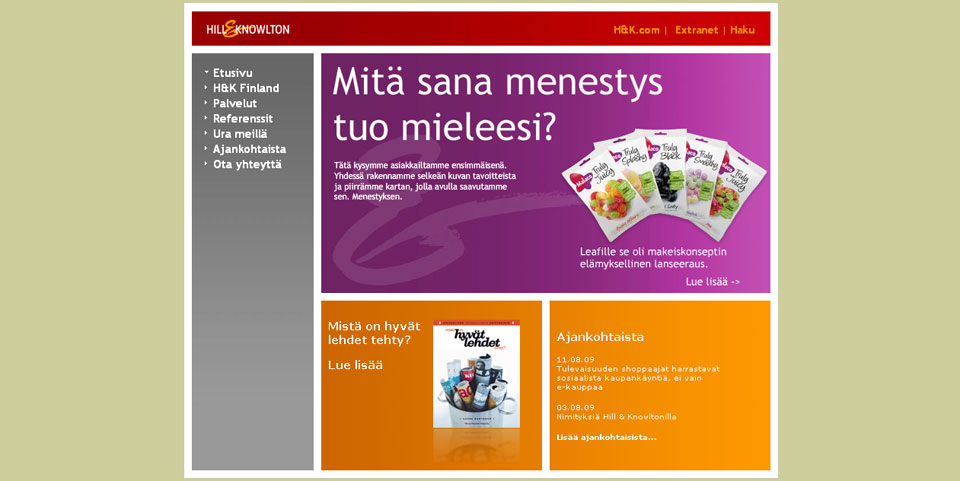 HILL & KNOWLTON
H&K.com | Extranet | Haku
Etusivu
H&K Finland
Palvelut
Referenssit
Ura meillä
Ajankohtaista
Ota yhteyttä
Mitä sana menestys
tuo mieleesi?
Tätä kysymme asiakkailtamme ensimmäisenä.
Yhdessä rakennamme selkeän kuvan tavoitteista
ja piirrämme kartan, jolla avulla saavutamme
sen. Menestyksen.
Truly Juicy
Truly Splashy
Truly Black
Truly Smoothy
Truly Juicy
Leafille se oli makeiskonseptin
elämyksellinen lanseeraus.
Lue lisää ->
Mistä on hyvät
lehdet tehty?
Lue lisää
hyvät
lehdet
Ajankohtaista
11.08.09
Tulevaisuuden shoppaajat harrastavat
sosiaalista kaupankäyntiä, ei vain
e-kauppaa
03.08.09
Nimityksiä Hill & Knowltonilla
Lisää ajankohtaisista...